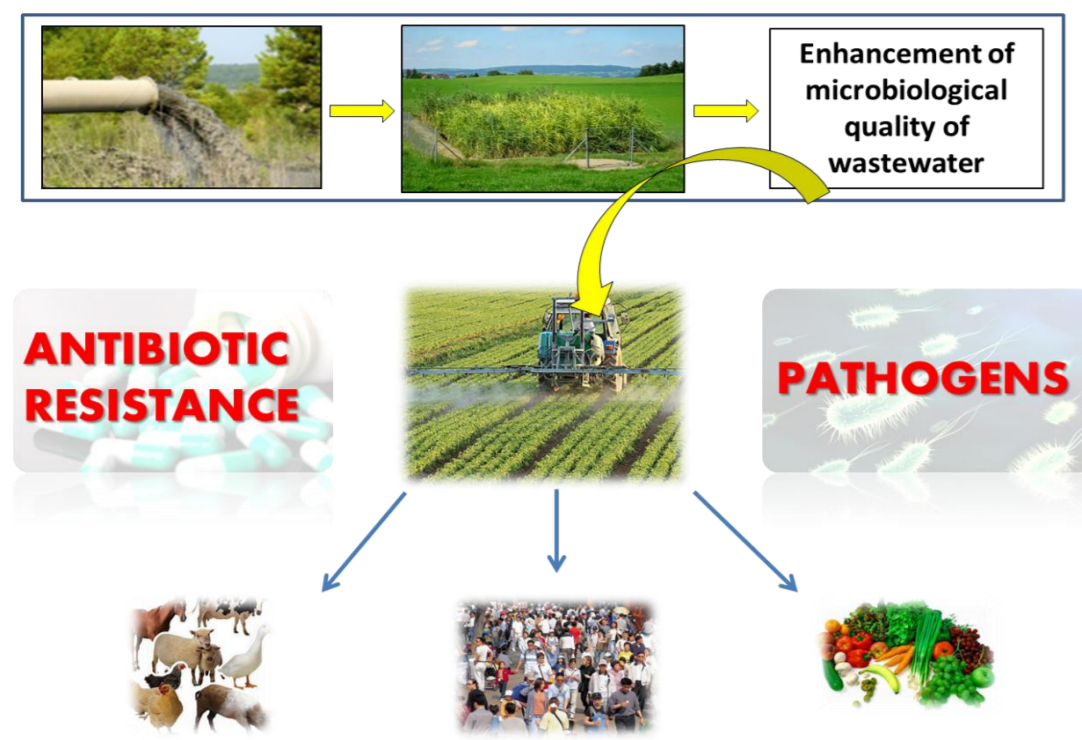 Enhancement of
microbiological
quality of
wastewater
ANTIBIOTIC
RESISTANCE
PATHOGENS